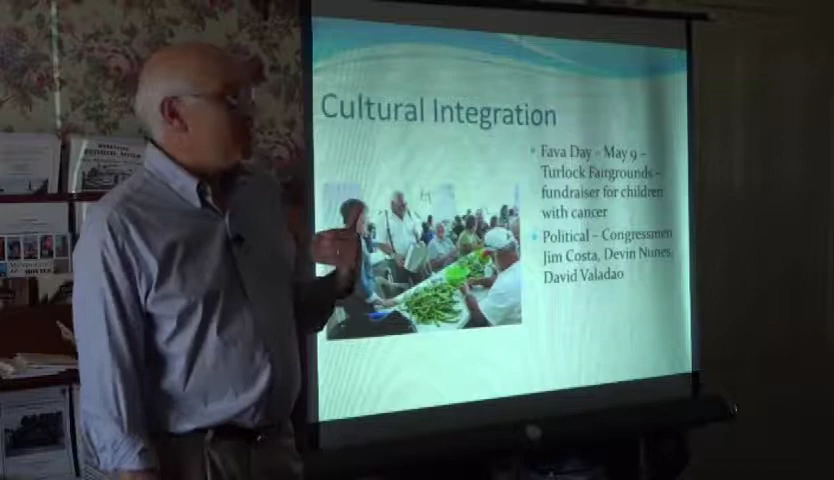 Cultural Integration
• Fava Day - May 9 –
Turlock Fairgrounds –
fundraiser for children
with cancer
• Political – Congressmen
Jim Costa, Devin Nunes,
David Valadao